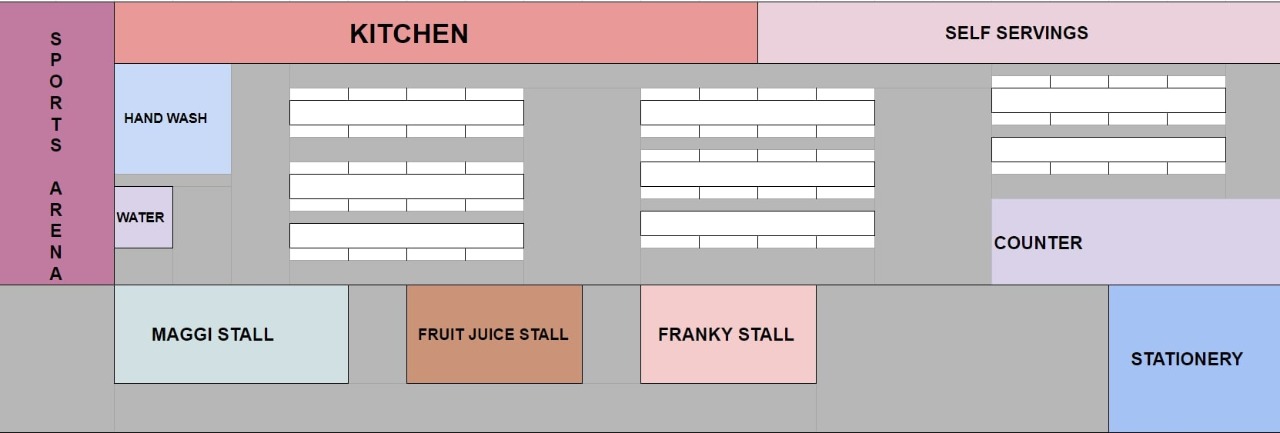 SPORTS ARENA
KITCHEN
SELF SERVINGS
HAND WASH
WATER
COUNTER
MAGGI STALL
FRUIT JUICE STALL
FRANKY STALL
STATIONERY